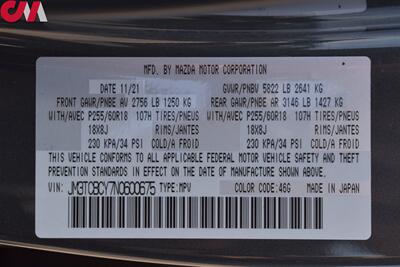 CM
MFD. BY MAZDA MOTOR CORPORATION
DATE 11/21 GVWR/PNBV 5822 LB 2641 KG
FRONT GAWR/PNBE AV 2756 LB 1250 KG REAR GAWR/PNBE AR 3146 LB 1427 KG
WITH/AVEC P255/60R18 107H TIRES/PNEUS WITH/AVEC P255/60R18 107H TIRES/PNEUS
18X8J RIMS/JANTES 18X8J RIMS/JANTES
230 KPA/34 PSI COLD/A FROID 230 KPA/34 PSI COLD/A FROID
THIS VEHICLE CONFORMS TO ALL APPLICABLE FEDERAL MOTOR VEHICLE SAFETY AND THEFT
PREVENTION STANDARDS IN EFFECT ON THE DATE OF MANUFACTURE SHOWN ABOVE.
VIN: JM3TCBCY7N0600675 TYPE: MPV COLOR CODE: 46G MADE IN JAPAN